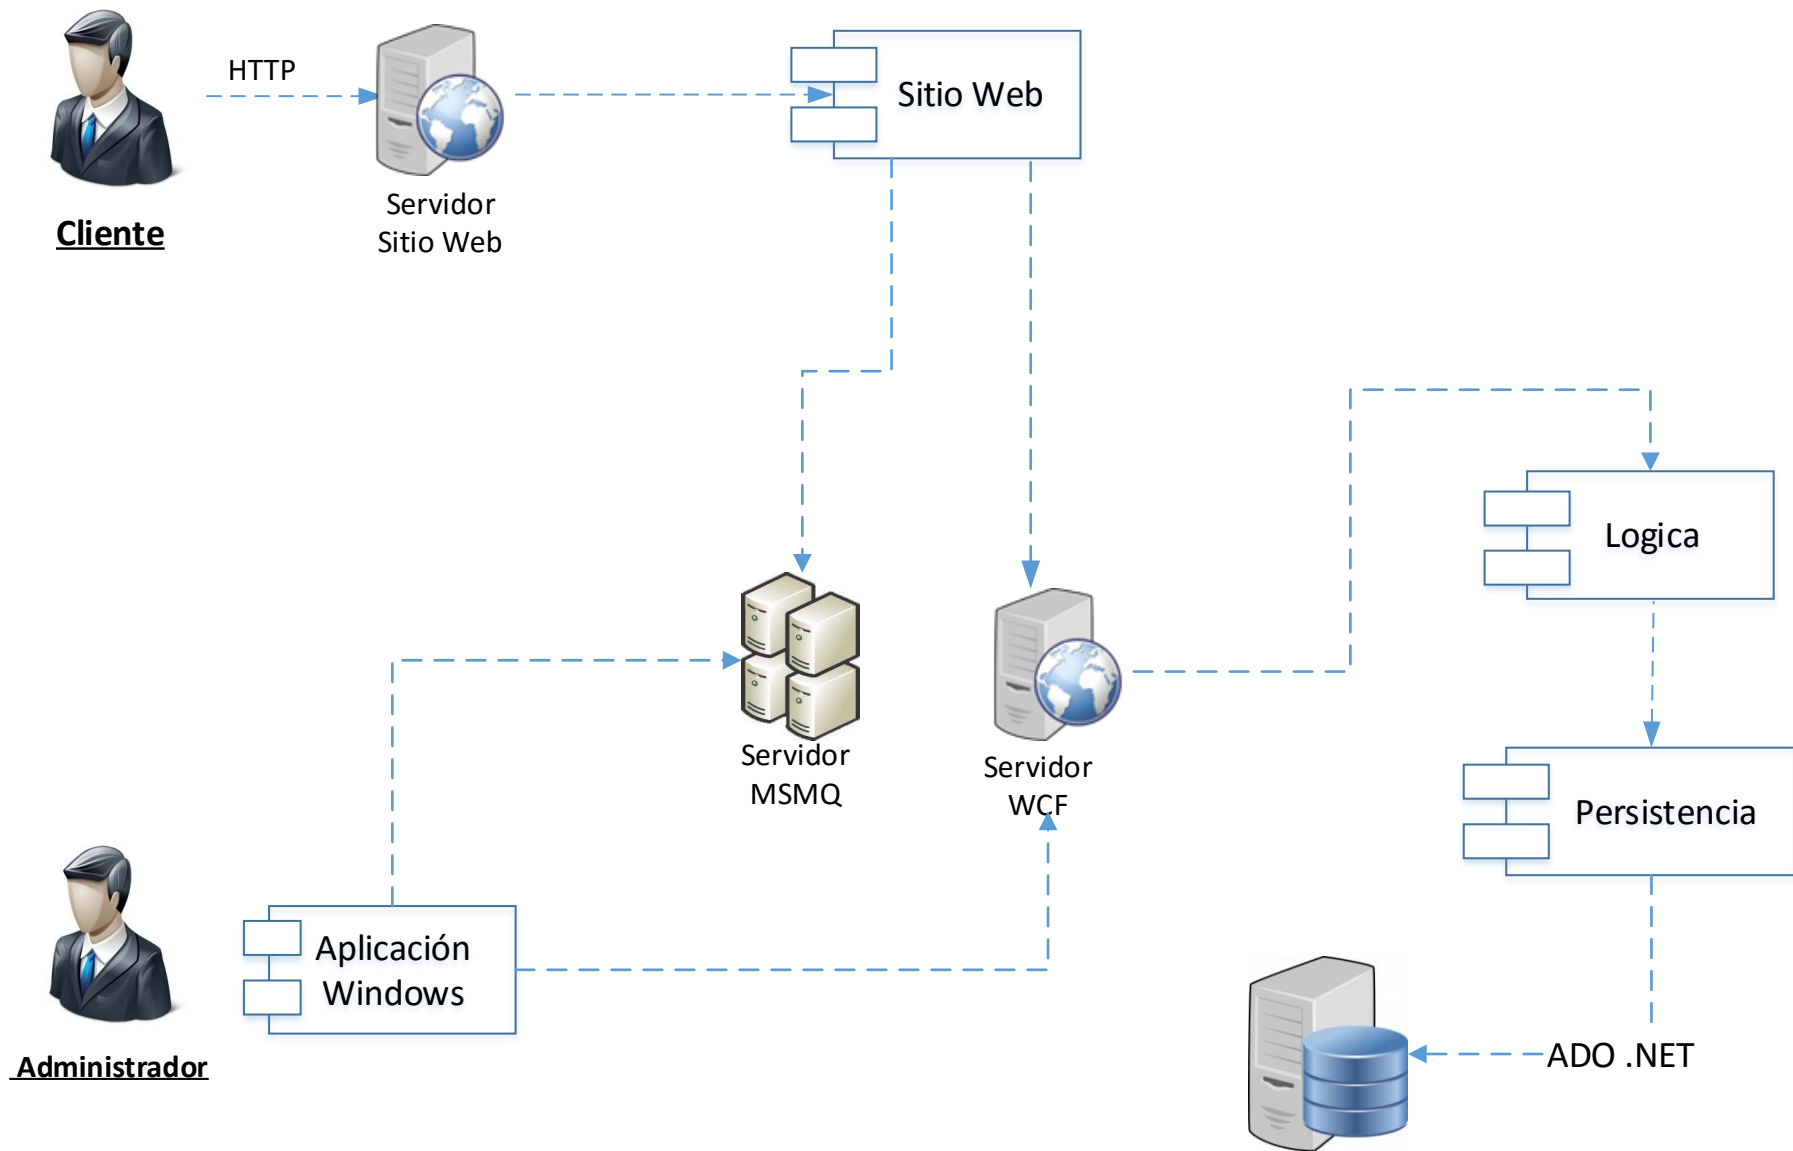 HTTP
Sitio Web
Servidor
Sitio Web
Cliente
Logica
Servidor
MSMQ
Servidor
WCF
Persistencia
Aplicación
Windows
Administrador
ADO .NET